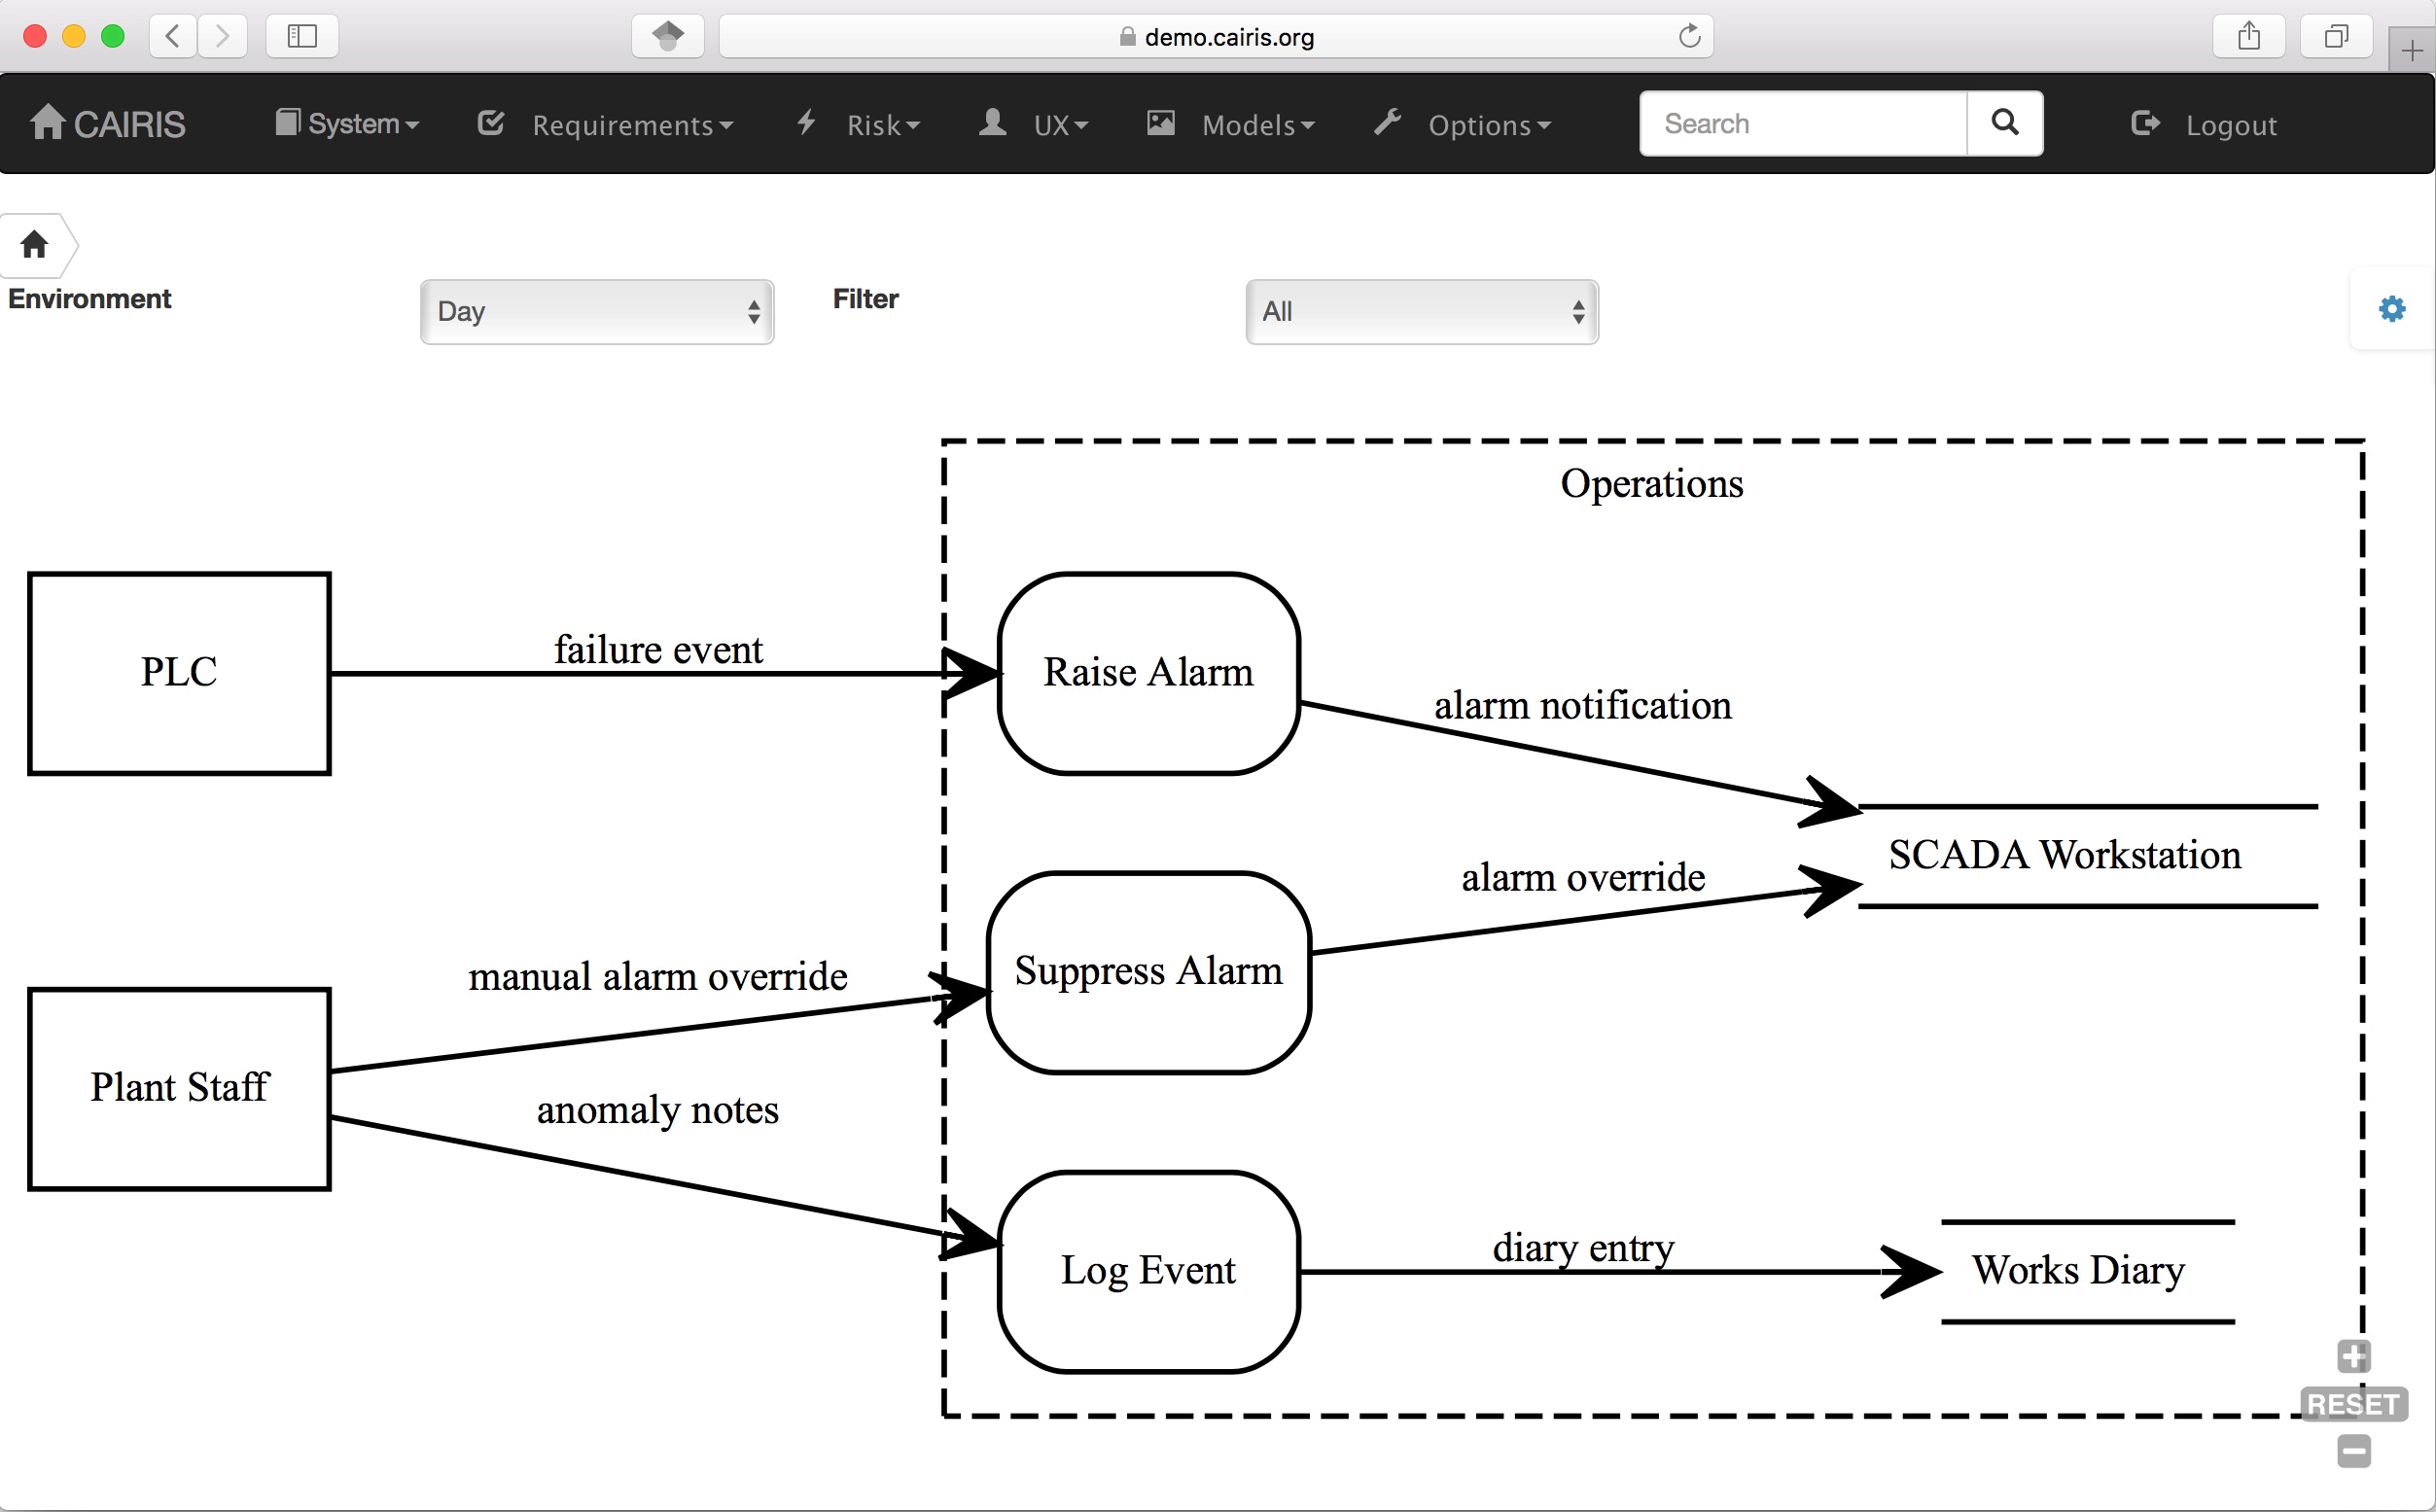 demo.cairis.org
CAIRIS System Requirements Risk UX Models Options Search Logout
Environment Day Filter All
Operations
PLC
failure event
Raise Alarm
alarm notification
SCADA Workstation
alarm override
manual alarm override
Suppress Alarm
Plant Staff
anomaly notes
Log Event
diary entry
Works Diary
RESET